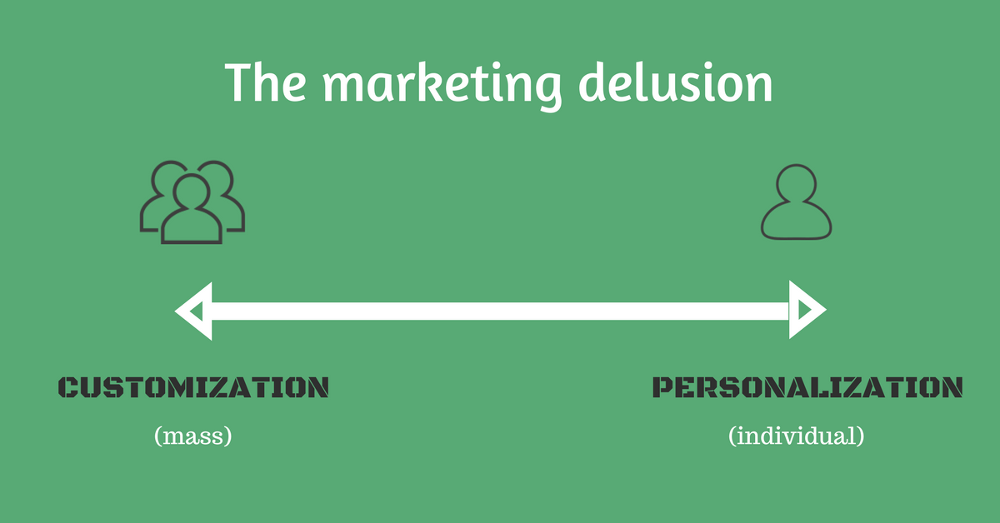 The marketing delusion
CUSTOMIZATION
PERSONALIZATION
(mass)
(individual)